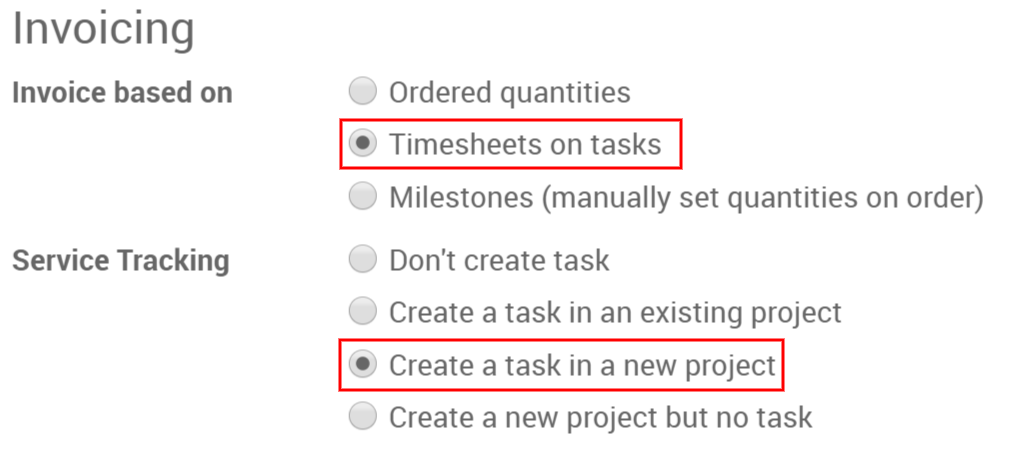 Invoicing
Invoice based on
Ordered quantities
Timesheets on tasks
Milestones (manually set quantities on order)
Service Tracking
Don't create task
Create a task in an existing project
Create a task in a new project
Create a new project but no task